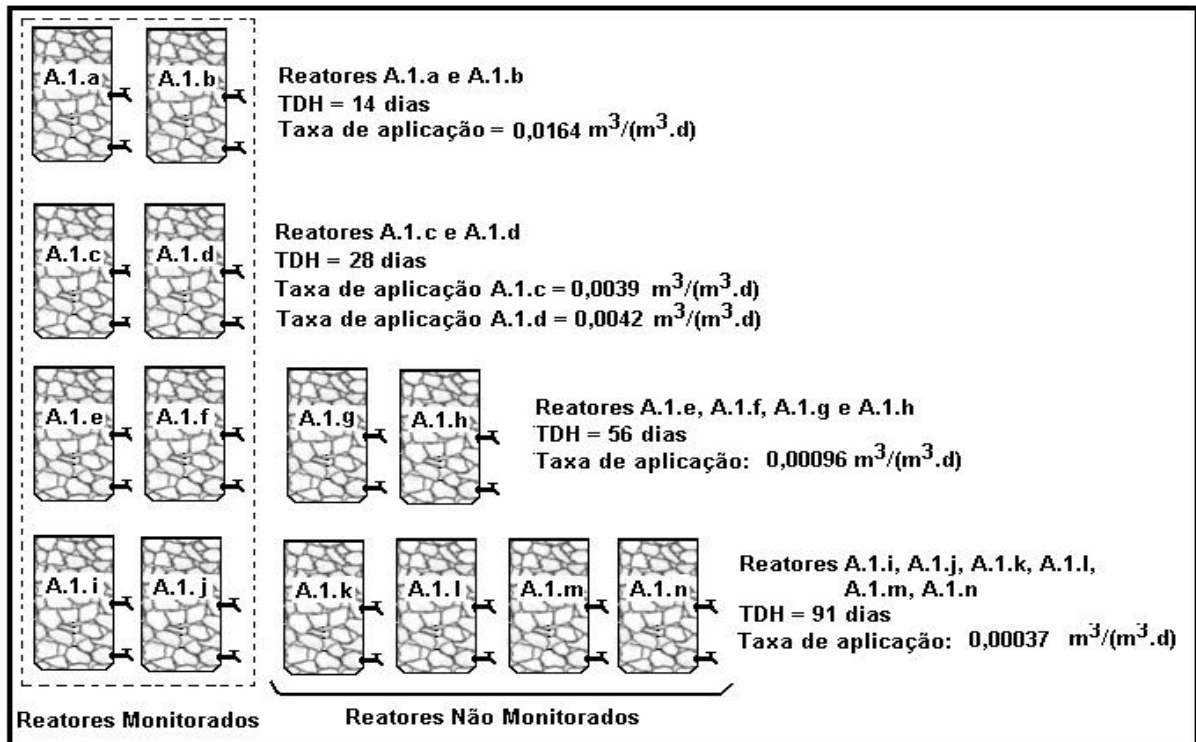 A.1.a
A.1.b
Reatores A.1.a e A.1.b
TDH = 14 dias
Taxa de aplicação = 0,0164 m³/(m³.d)
A.1.c
A.1.d
Reatores A.1.c e A.1.d
TDH = 28 dias
Taxa de aplicação A.1.c = 0,0039 m³/(m³.d)
Taxa de aplicação A.1.d = 0,0042 m³/(m³.d)
A.1.e
A.1.f
A.1.g
A.1.h
Reatores A.1.e, A.1.f, A.1.g e A.1.h
TDH = 56 dias
Taxa de aplicação: 0,00096 m³/(m³.d)
A.1.i
A.1.j
A.1.k
A.1.l
A.1.m
A.1.n
Reatores A.1.i, A.1.j, A.1.k, A.1.l,
A.1.m, A.1.n
TDH = 91 dias
Taxa de aplicação: 0,00037 m³/(m³.d)
Reatores Monitorados
Reatores Não Monitorados